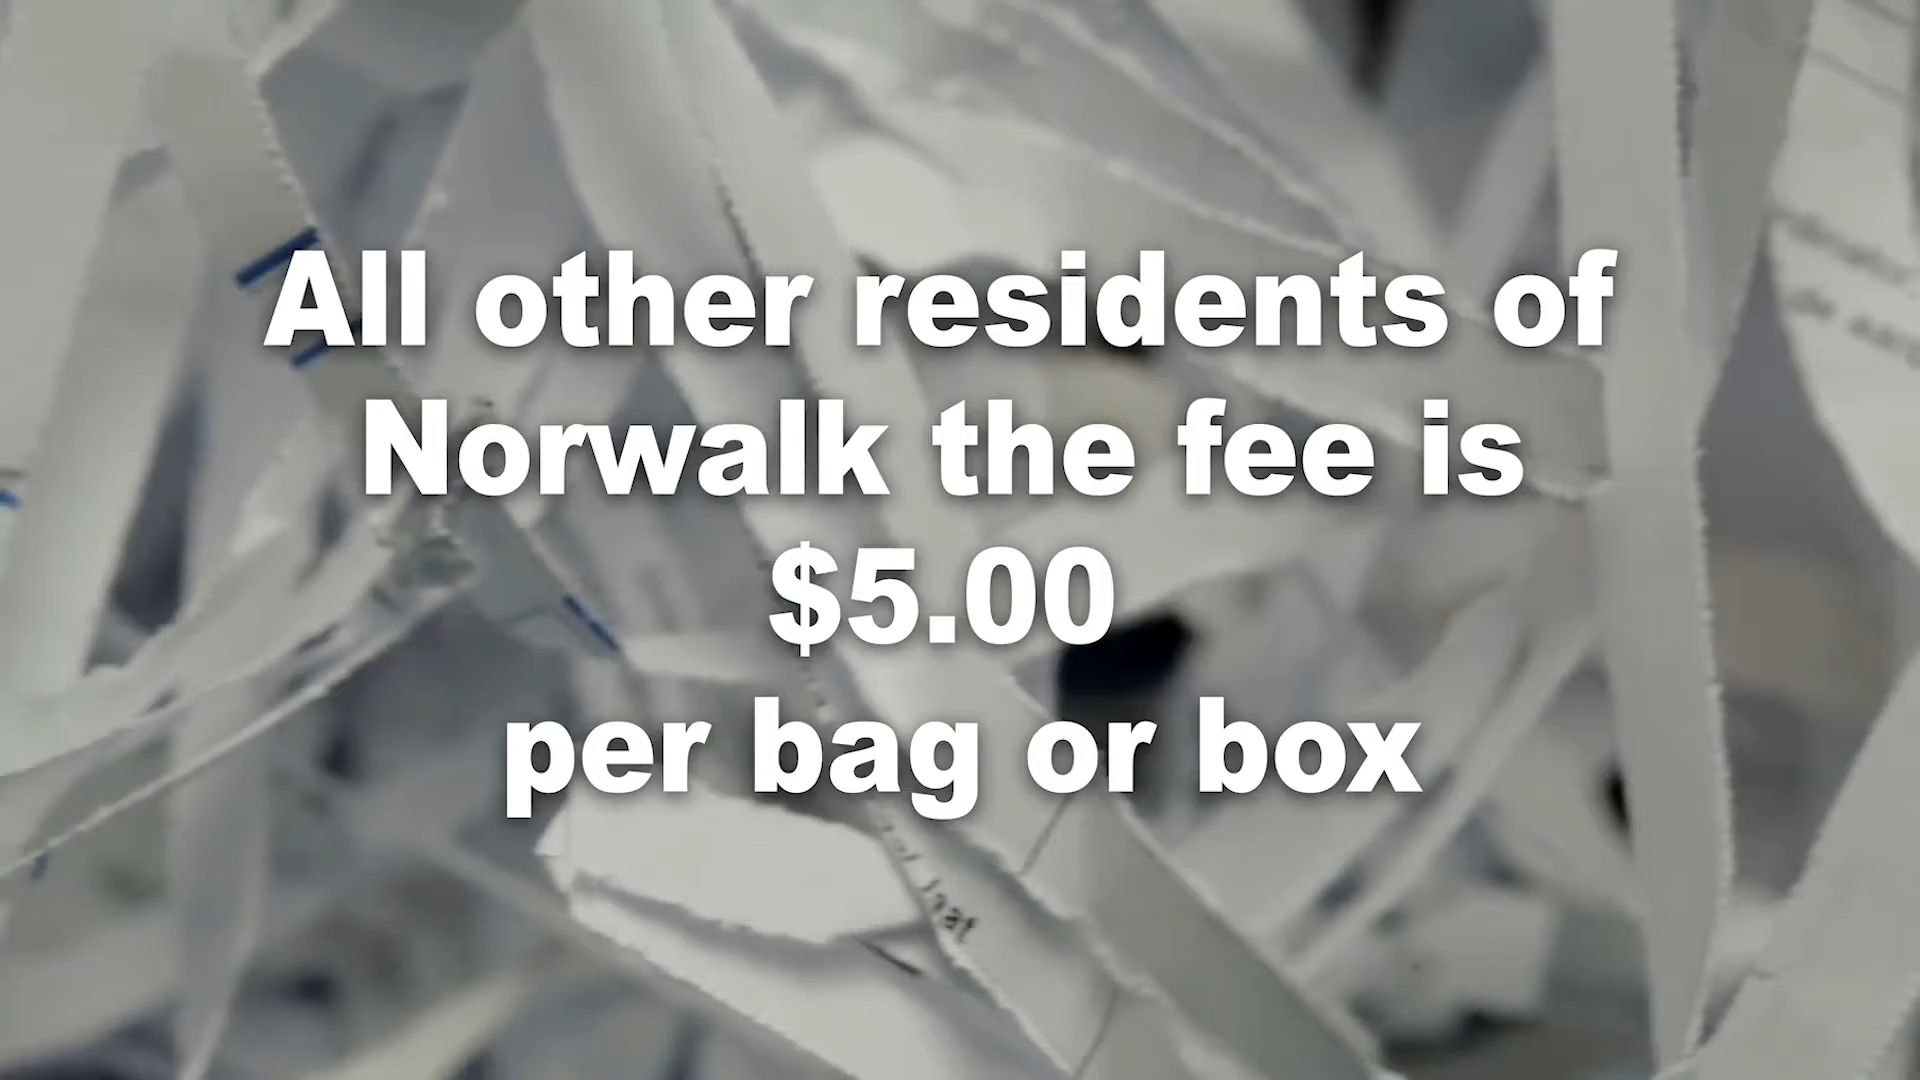 All other residents of
Norwalk the fee is
$5.00
per bag or box